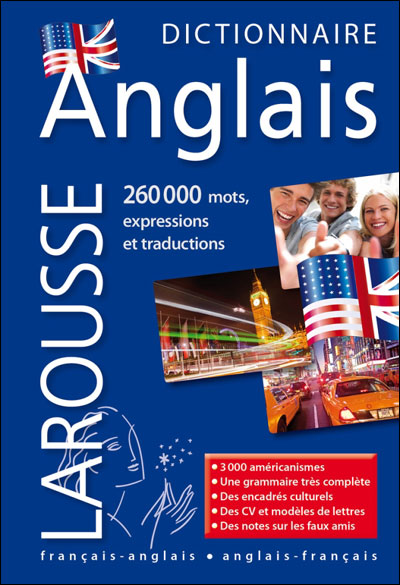 DICTIONNAIRE
Anglais
LAROUSSE
260 000 mots,
expressions
et traductions
• 3 000 américanismes
• Une grammaire très complète
• Des encadrés culturels
• Des CV et modèles de lettres
• Des notes sur les faux amis
français-anglais • anglais-français